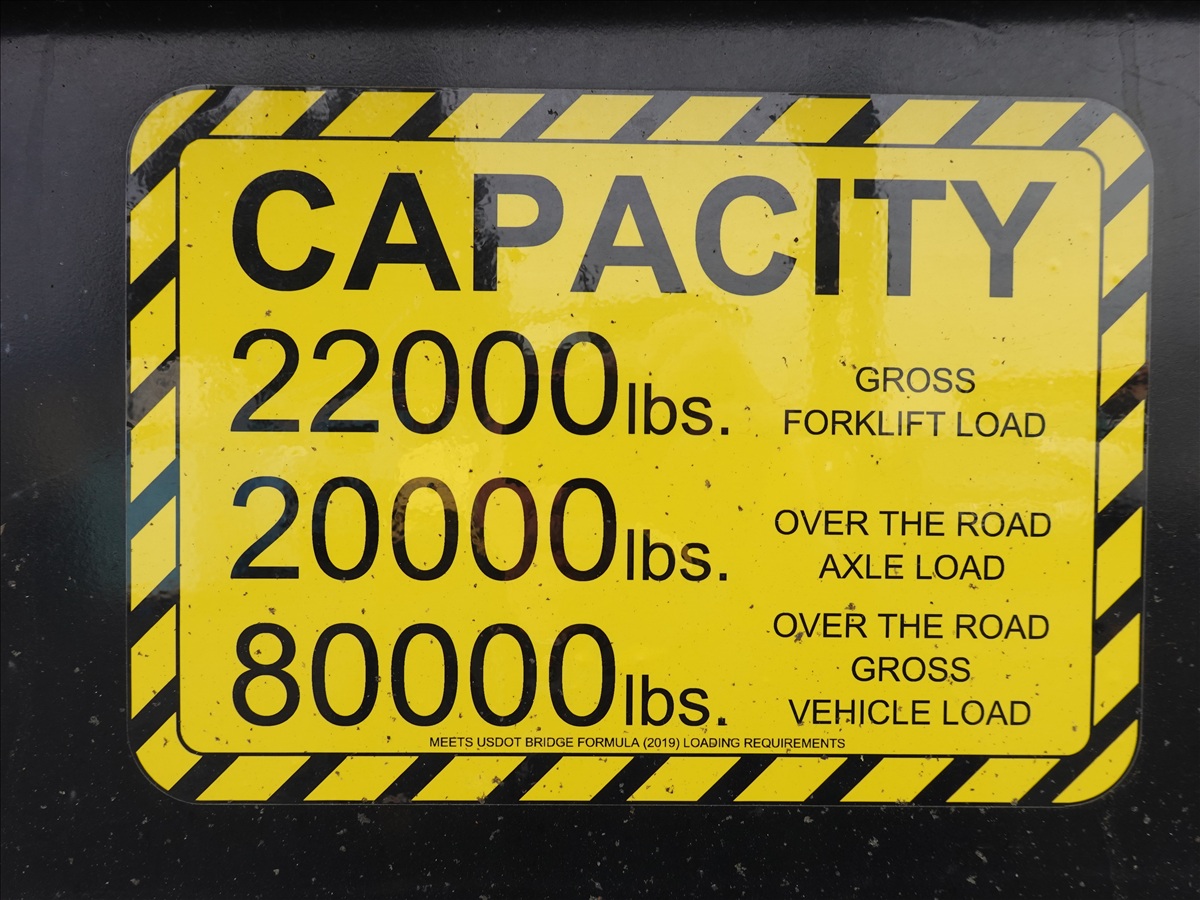 CAPACITY
22000lbs. GROSS
FORKLIFT LOAD
20000lbs. OVER THE ROAD
AXLE LOAD
80000lbs. OVER THE ROAD
GROSS
VEHICLE LOAD
MEETS USDOT BRIDGE FORMULA (2019) LOADING REQUIREMENTS